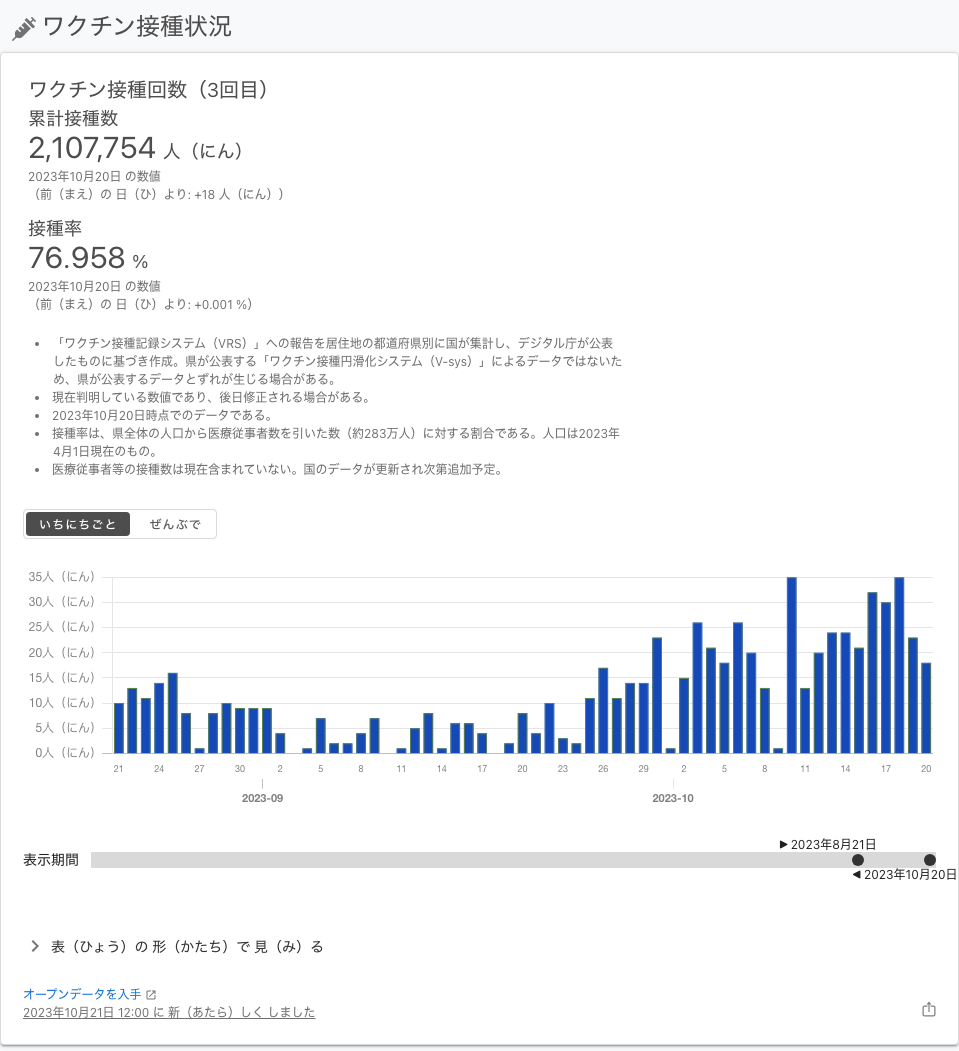 ワクチン接種状況
ワクチン接種回数（3回目）
累計接種数
2,107,754 人（にん）
2023年10月20日 の数値
（前（まえ）の 日（ひ）より: +18 人（にん））
接種率
76.958 %
2023年10月20日 の数値
（前（まえ）の 日（ひ）より: +0.001 %）
• 「ワクチン接種記録システム（VRS）」への報告を居住地の都道府県別に国が集計し、デジタル庁が公表
したものに基づき作成。県が公表する「ワクチン接種円滑化システム（V-sys）」によるデータではないた
め、県が公表するデータとずれが生じる場合がある。
• 現在判明している数値であり、後日修正される場合がある。
• 2023年10月20日時点でのデータである。
• 接種率は、県全体の人口から医療従事者数を引いた数（約283万人）に対する割合である。人口は2023年
4月1日現在のもの。
• 医療従事者等の接種数は現在含まれていない。国のデータが更新され次第追加予定。
いちにちごと ぜんぶで
35人（にん）
30人（にん）
25人（にん）
20人（にん）
15人（にん）
10人（にん）
5人（にん）
0人（にん）
21 24 27 30 2 5 8 11 14 17 20 23 26 29 2 5 8 11 14 17 20
2023-09 2023-10
2023年8月21日
表示期間
2023年10月20日
表（ひょう）の 形（かたち）で 見（み）る
オープンデータを入手
2023年10月21日 12:00 に 新（あたら）しく しました